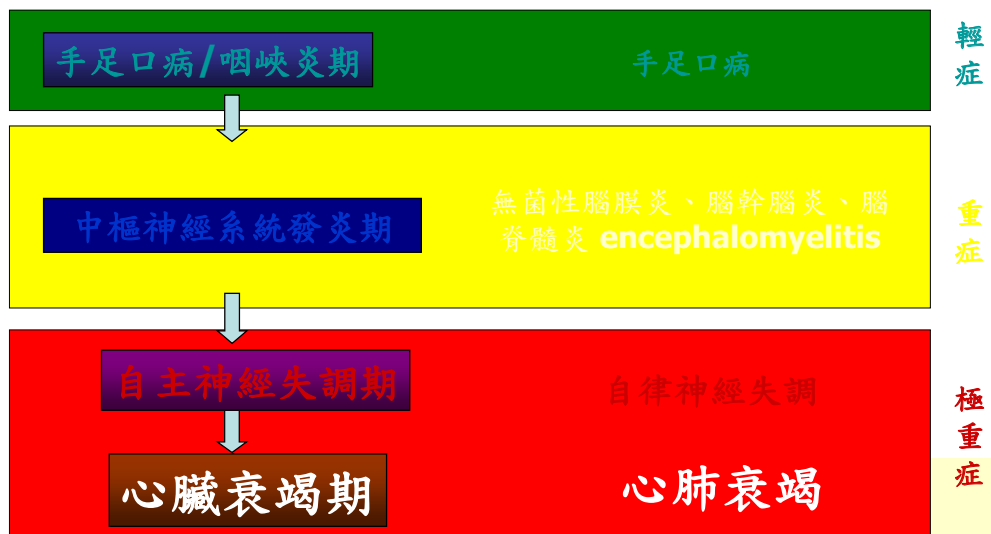 手足口病/咽峽炎期
手足口病
輕
症
中樞神經系統發炎期
無菌性腦膜炎、腦幹腦炎、腦
脊髓炎 encephalomyelitis
重
症
自主神經失調期
自律神經失調
心臟衰竭期
心肺衰竭
極
重
症